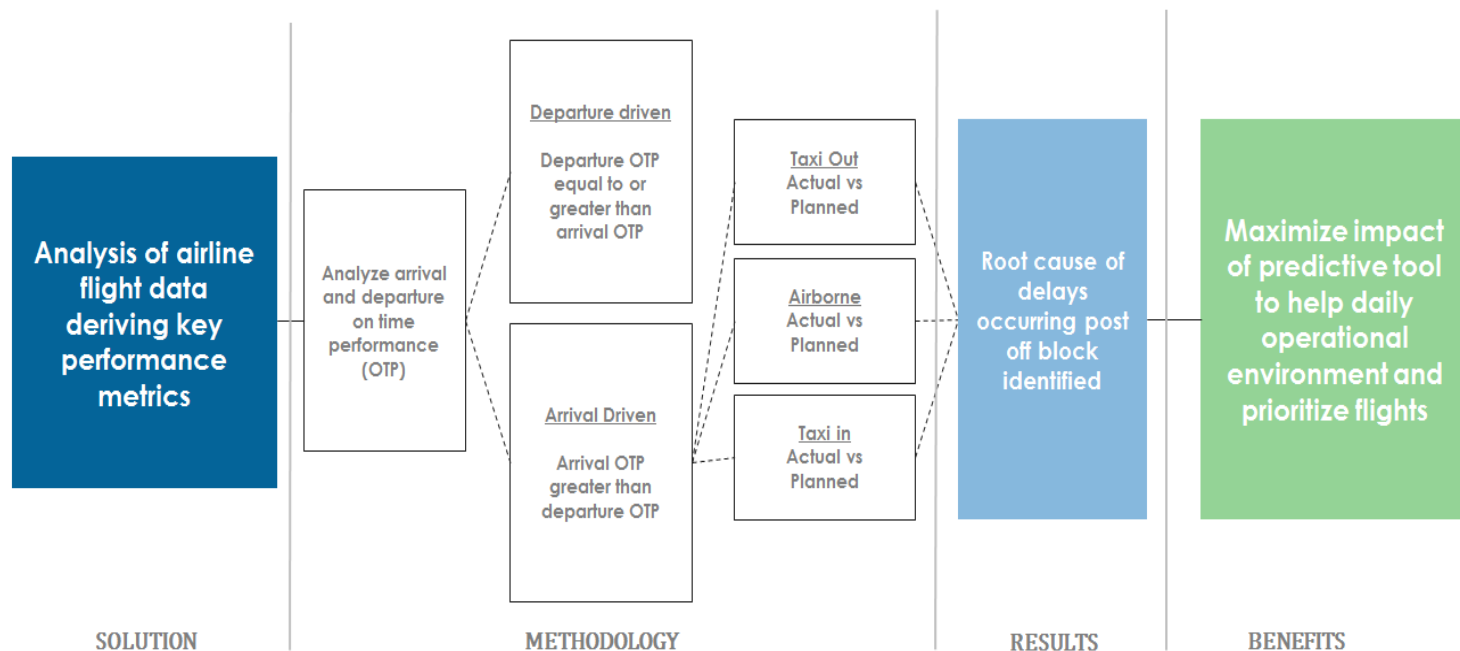 Analysis of airline
flight data
deriving key
performance
metrics
Analyze arrival
and departure
on time
performance
(OTP)
Departure driven
Departure OTP
equal to or
greater than
arrival OTP
Arrival Driven
Arrival OTP
greater than
departure OTP
Taxi Out
Actual vs
Planned
Airborne
Actual vs
Planned
Taxi in
Actual vs
Planned
Root cause of
delays
occurring post
off block
identified
Maximize impact
of predictive tool
to help daily
operational
environment and
prioritize flights
SOLUTION
METHODOLOGY
RESULTS
BENEFITS